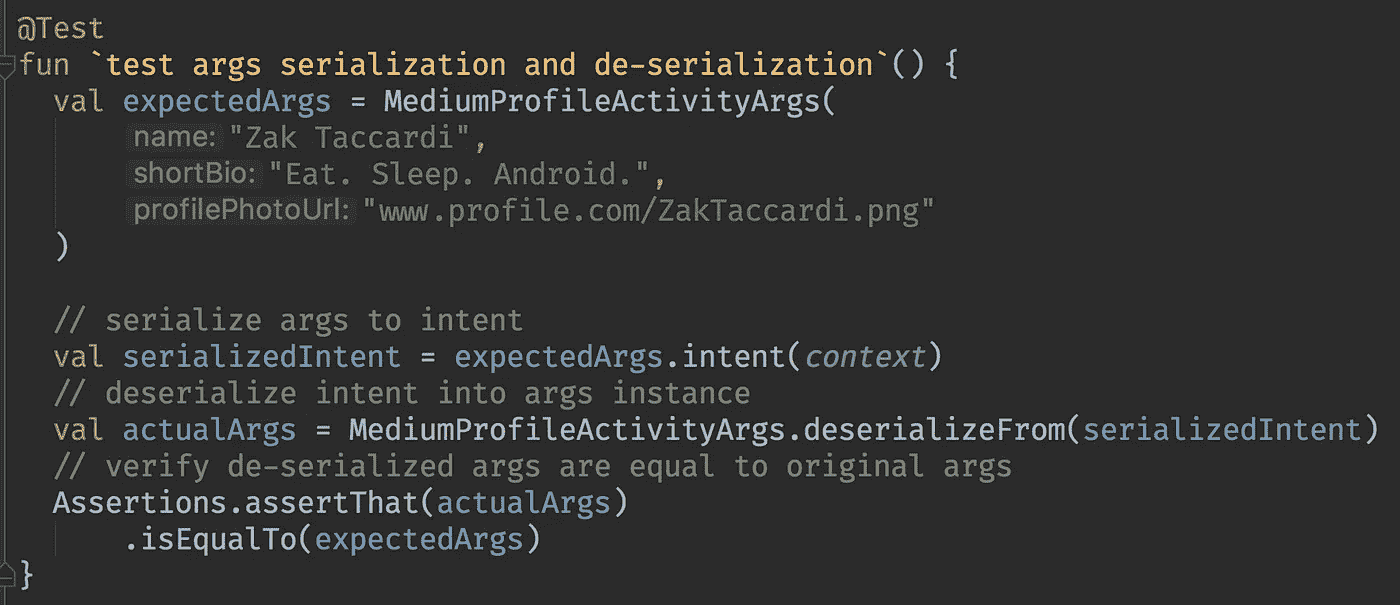 @Test
fun `test args serialization and de-serialization`() {
val expectedArgs = MediumProfileActivityArgs(
name: "Zak Taccardi",
shortBio: "Eat. Sleep. Android.",
profilePhotoUrl: "www.profile.com/ZakTaccardi.png"
)
// serialize args to intent
val serializedIntent = expectedArgs.intent(context)
// deserialize intent into args instance
val actualArgs = MediumProfileActivityArgs.deserializeFrom(serializedIntent)
// verify de-serialized args are equal to original args
Assertions.assertThat(actualArgs)
.isEqualTo(expectedArgs)
}